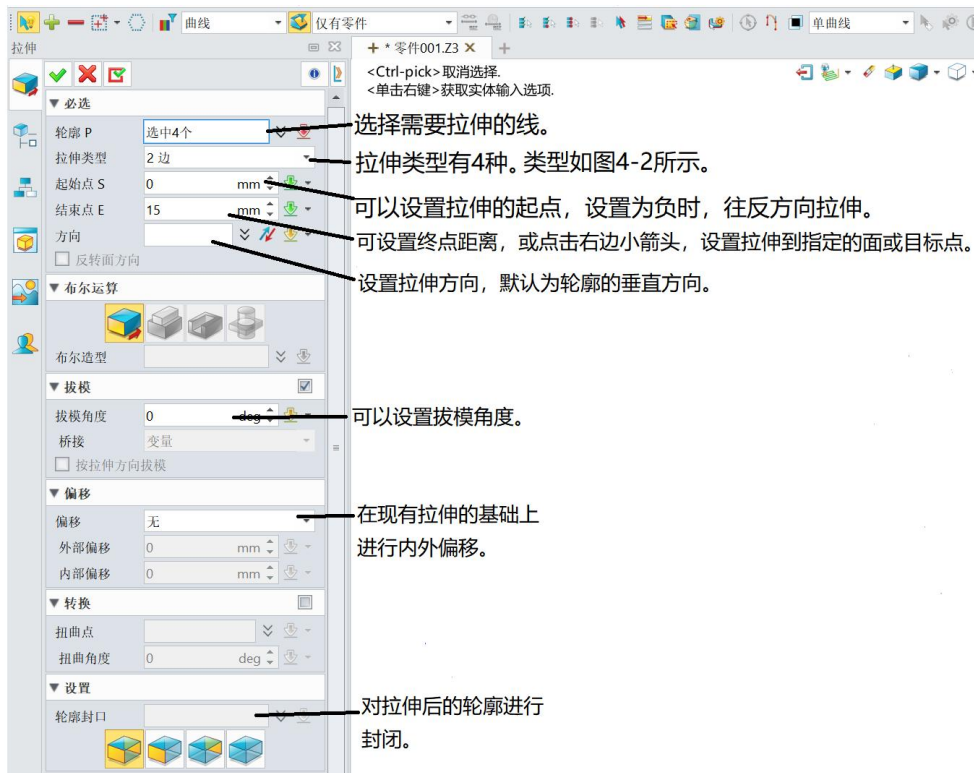 曲线
仅有零件
单曲线
拉伸
+ * 零件001.Z3 × +
<Ctrl-pick>取消选择.
<单击右键>获取实体输入选项.
▼必选
轮廓 P 选中4个
选择需要拉伸的线。
拉伸类型 2 边
拉伸类型有4种。类型如图4-2所示。
起始点 S 0 mm
可以设置拉伸的起点，设置为负时，往反方向拉伸。
结束点 E 15 mm
可设置终点距离，或点击右边小箭头，设置拉伸到指定的面或目标点。
方向
反转面方向
设置拉伸方向，默认为轮廓的垂直方向。
▼布尔运算
布尔造型
▼拔模
拔模角度 0 deg
可以设置拔模角度。
桥接 变量
按拉伸方向拔模
▼偏移
偏移 无
在现有拉伸的基础上
进行内外偏移。
外部偏移 0 mm
内部偏移 0 mm
▼转换
扭曲点
扭曲角度 0 deg
▼设置
轮廓封口
对拉伸后的轮廓进行
封闭。